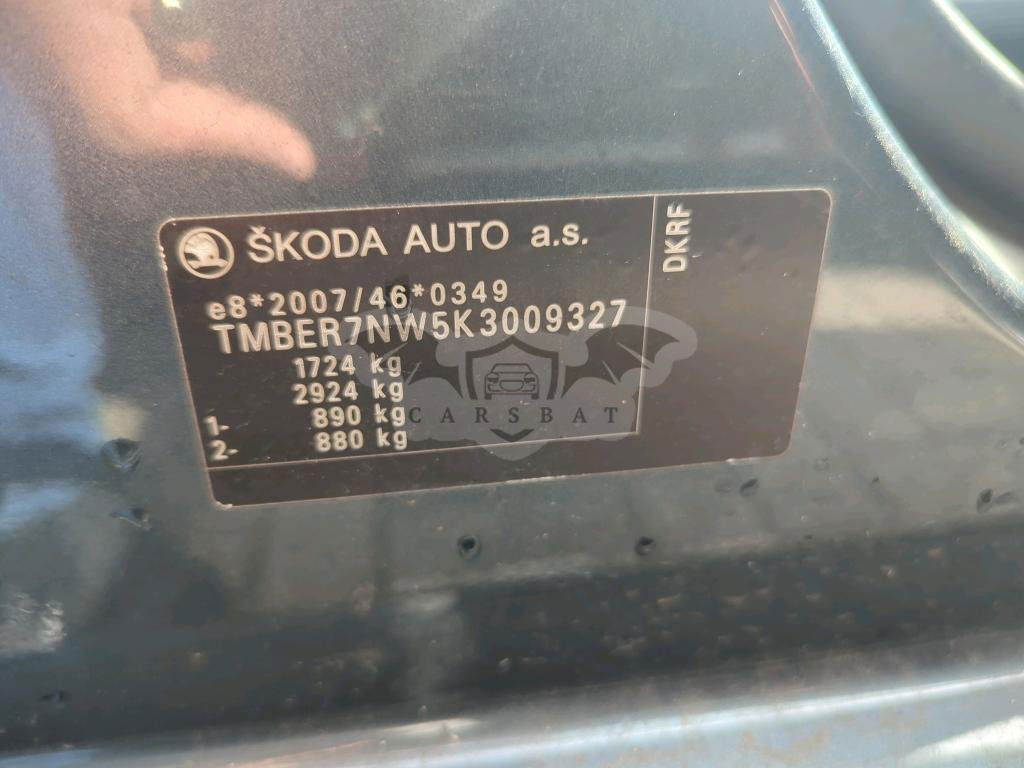 ŠKODA AUTO a.s.
DKRF
e8*2007/46*0349
TMBER7NW5K3009327
1724 kg
2924 kg
1- 890 kg
2- 880 kg
CARSBAT